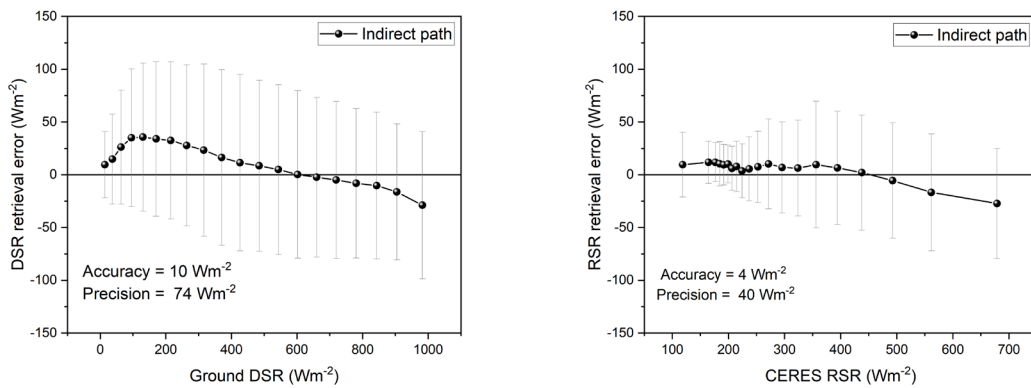 150
100
50
0
-50
-100
-150
DSR retrieval error (Wm-2)
Indirect path
Accuracy = 10 Wm-2
Precision = 74 Wm-2
0 200 400 600 800 1000
Ground DSR (Wm-2)
150
100
50
0
-50
-100
-150
RSR retrieval error (Wm-2)
Indirect path
Accuracy = 4 Wm-2
Precision = 40 Wm-2
100 200 300 400 500 600 700
CERES RSR (Wm-2)